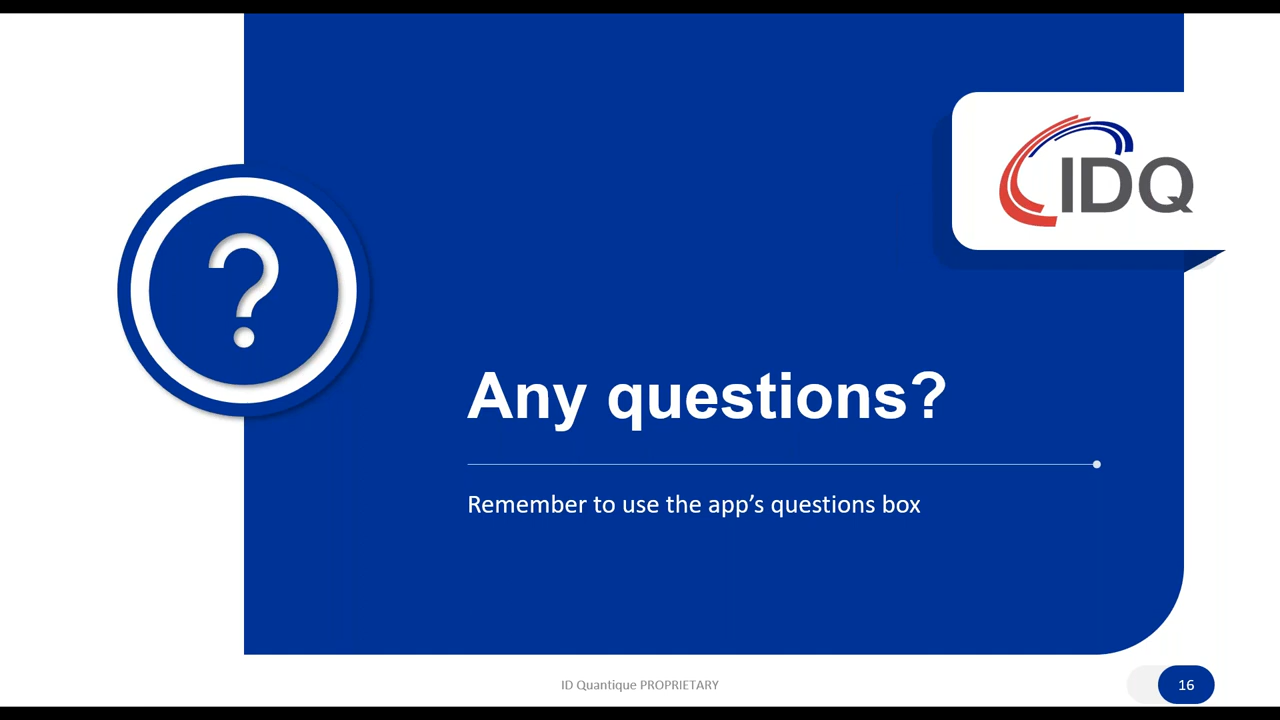 ?
IDQ
Any questions?
Remember to use the app’s questions box
ID Quantique PROPRIETARY
16